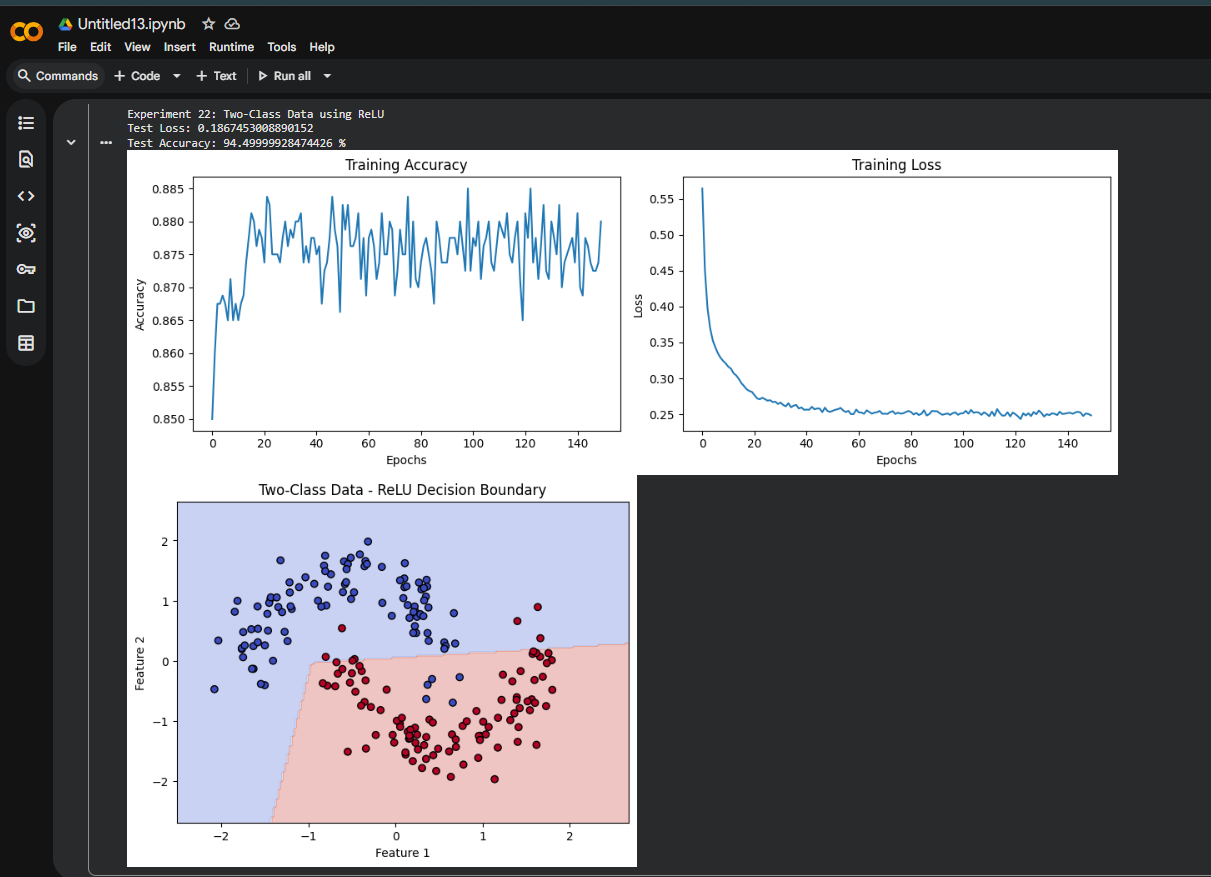 Untitled13.ipynb
File Edit View Insert Runtime Tools Help
Commands + Code + Text Run all
Experiment 22: Two-Class Data using ReLU
Test Loss: 0.1867453008890152
Test Accuracy: 94.49999928474426 %
Training Accuracy
0.885
0.880
0.875
0.870
0.865
0.860
0.855
0.850
Accuracy
0 20 40 60 80 100 120 140
Epochs
Training Loss
0.55
0.50
0.45
0.40
0.35
0.30
0.25
Loss
0 20 40 60 80 100 120 140
Epochs
Two-Class Data - ReLU Decision Boundary
2
1
0
−1
−2
Feature 2
−2 −1 0 1 2
Feature 1